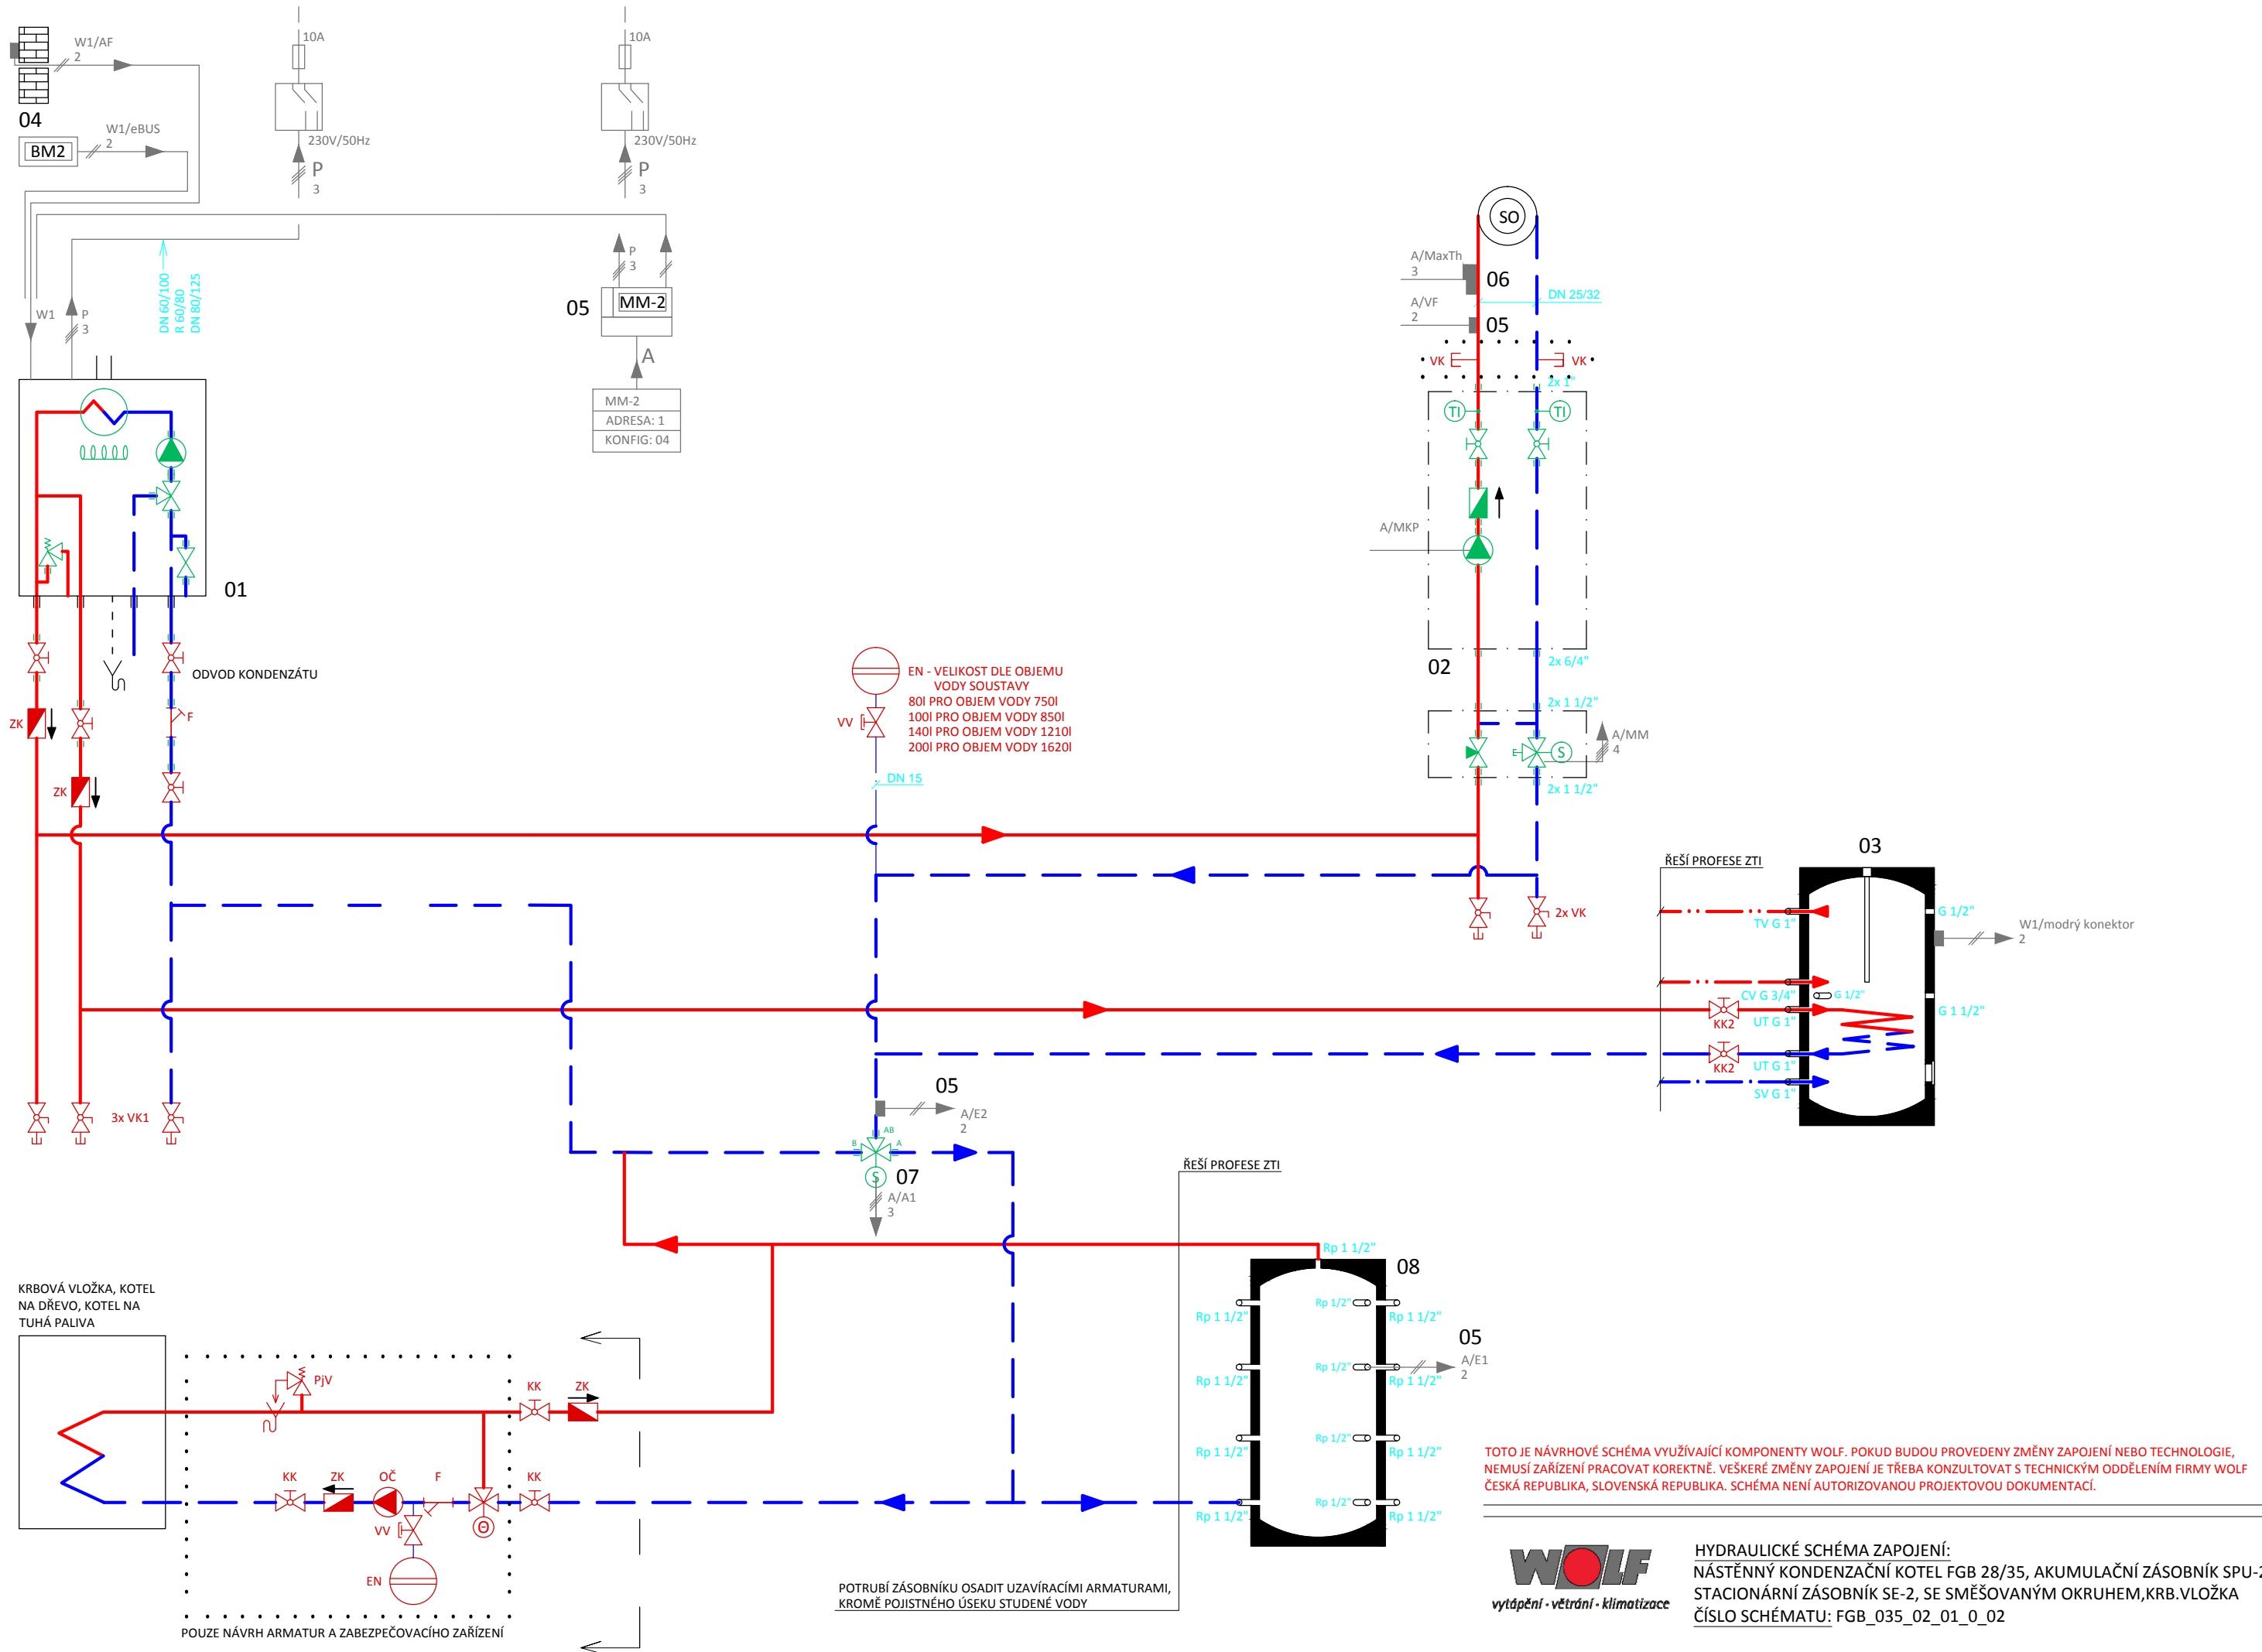 W1/AF
2
04
W1/eBUS
2
BM2
10A
230V/50Hz
P
3
10A
230V/50Hz
P
3
W1
P
3
DN 60/100
R 60/80
DN 80/125
P
3
05
MM-2
A
MM-2
ADRESA: 1
KONFIG: 04
01
ODVOD KONDENZÁTU
ZK
F
ZK
3x VK1
EN - VELIKOST DLE OBJEMU
VODY SOUSTAVY
80l PRO OBJEM VODY 750l
100l PRO OBJEM VODY 850l
140l PRO OBJEM VODY 1210l
200l PRO OBJEM VODY 1620l
VV
DN 15
SO
A/MaxTh
3
06
DN 25/32
A/VF
2
05
VK
VK
2x 1"
TI
TI
A/MKP
02
2x 6/4"
2x 1 1/2"
A/MM
4
E
S
2x 1 1/2"
2x VK
03
ŘEŠÍ PROFESE ZTI
TV G 1"
G 1/2"
W1/modrý konektor
2
CV G 3/4"
G 1/2"
KK2
UT G 1"
G 1 1/2"
KK2
UT G 1"
SV G 1"
05
A/E2
2
AB
B
A
S
07
A/A1
3
ŘEŠÍ PROFESE ZTI
Rp 1 1/2"
08
Rp 1 1/2"
Rp 1/2"
Rp 1 1/2"
05
A/E1
2
Rp 1 1/2"
Rp 1/2"
Rp 1 1/2"
Rp 1 1/2"
Rp 1/2"
Rp 1 1/2"
Rp 1 1/2"
Rp 1/2"
Rp 1 1/2"
KRBOVÁ VLOŽKA, KOTEL
NA DŘEVO, KOTEL NA
TUHÁ PALIVA
PjV
KK
ZK
KK
ZK
OČ
F
KK
VV
Θ
EN
POUZE NÁVRH ARMATUR A ZABEZPEČOVACÍHO ZAŘÍZENÍ
POTRUBÍ ZÁSOBNÍKU OSADIT UZAVÍRACÍMI ARMATURAMI,
KROMĚ POJISTNÉHO ÚSEKU STUDENÉ VODY
TOTO JE NÁVRHOVÉ SCHÉMA VYUŽÍVAJÍCÍ KOMPONENTY WOLF. POKUD BUDOU PROVEDENY ZMĚNY ZAPOJENÍ NEBO TECHNOLOGIE,
NEMUSÍ ZAŘÍZENÍ PRACOVAT KOREKTNĚ. VEŠKERÉ ZMĚNY ZAPOJENÍ JE TŘEBA KONZULTOVAT S TECHNICKÝM ODDĚLENÍM FIRMY WOLF
ČESKÁ REPUBLIKA, SLOVENSKÁ REPUBLIKA. SCHÉMA NENÍ AUTORIZOVANOU PROJEKTOVOU DOKUMENTACÍ.
WOLF
vytápění · větrání · klimatizace
HYDRAULICKÉ SCHÉMA ZAPOJENÍ:
NÁSTĚNNÝ KONDENZAČNÍ KOTEL FGB 28/35, AKUMULAČNÍ ZÁSOBNÍK SPU-2
STACIONÁRNÍ ZÁSOBNÍK SE-2, SE SMĚŠOVANÝM OKRUHEM,KRB.VLOŽKA
ČÍSLO SCHÉMATU: FGB_035_02_01_0_02